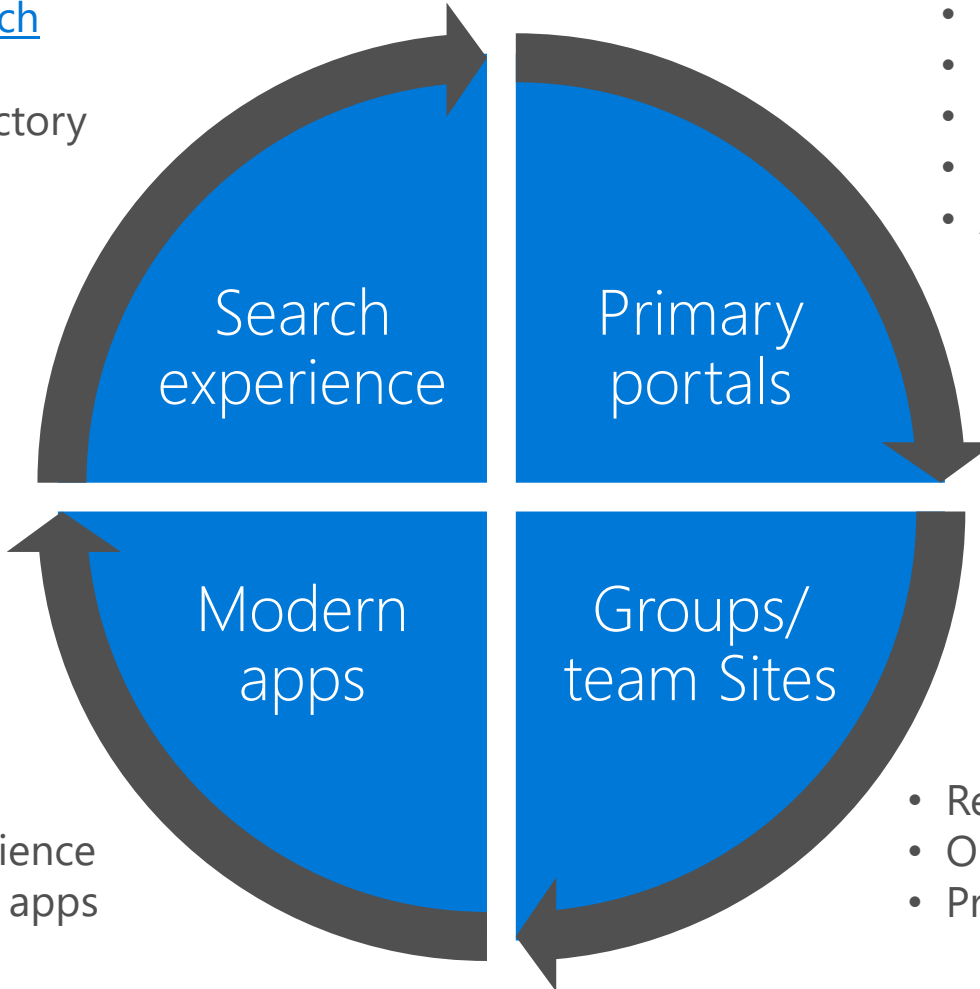 ch
ctory
Search
experience
Primary
portals
Modern
apps
Groups/
team Sites
ience
apps
• Re
• O
• Pr